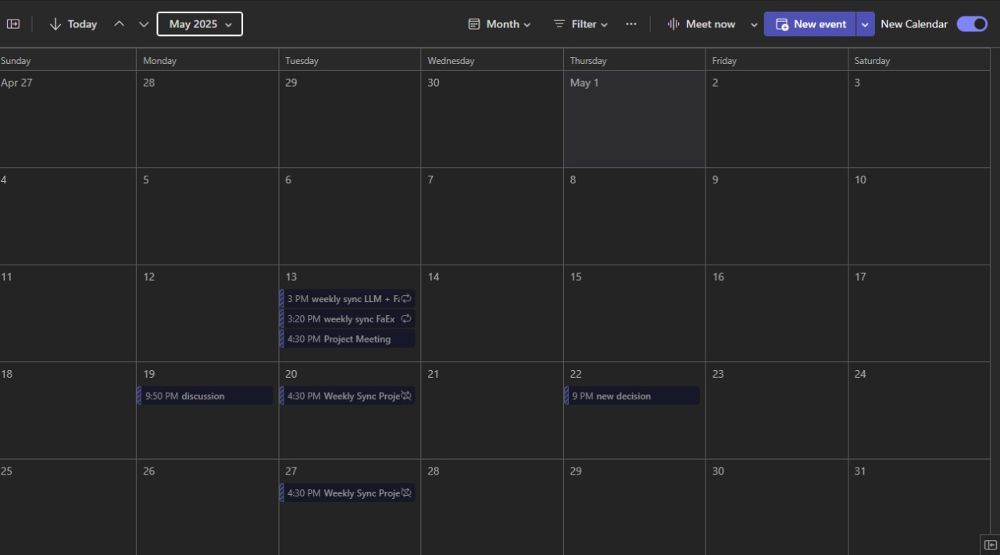 Today May 2025 Month Filter ... Meet now New event New Calendar
Sunday Monday Tuesday Wednesday Thursday Friday Saturday
Apr 27 28 29 30 May 1 2 3
4 5 6 7 8 9 10
11 12 13 14 15 16 17
3 PM weekly sync LLM + Fa
3:20 PM weekly sync FaEx
4:30 PM Project Meeting
18 19 20 21 22 23 24
9:50 PM discussion 4:30 PM Weekly Sync Proje 9 PM new decision
25 26 27 28 29 30 31
4:30 PM Weekly Sync Proje